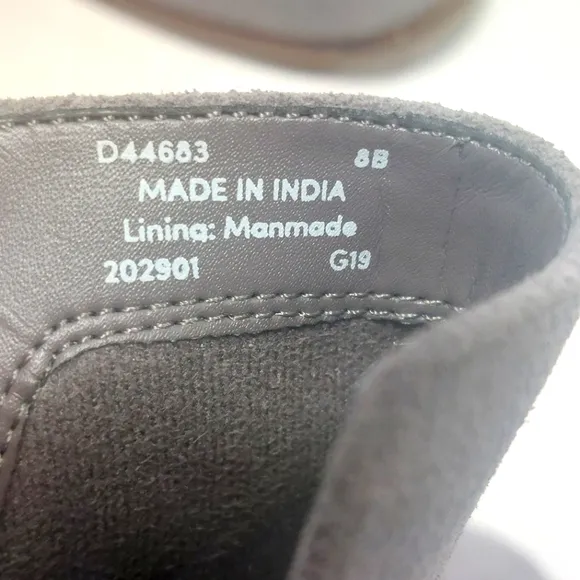 D44683 8B
MADE IN INDIA
Lining: Manmade
202901 G19